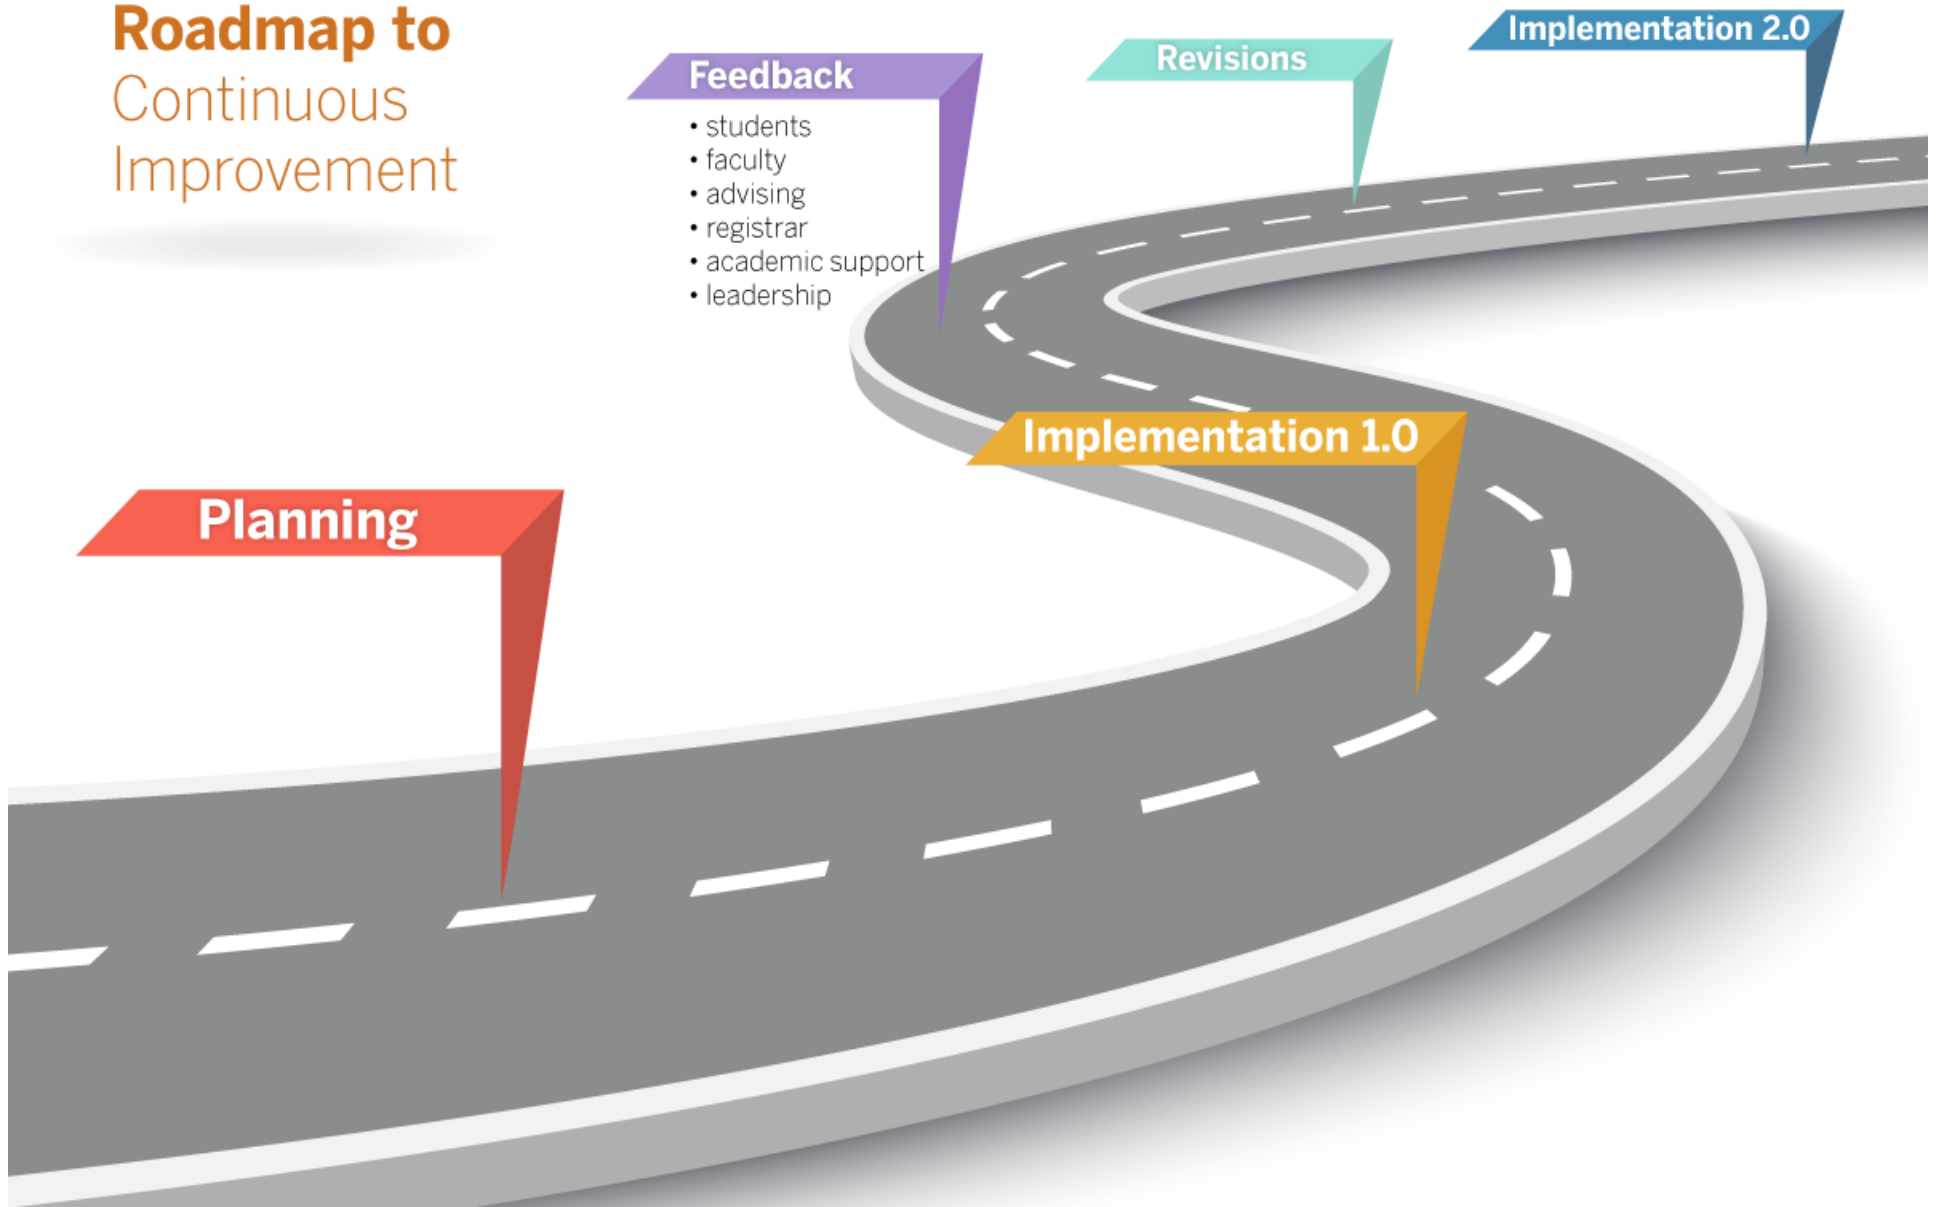 Roadmap to
Continuous
Improvement
Feedback
• students
• faculty
• advising
• registrar
• academic support
• leadership
Revisions
Implementation 2.0
Implementation 1.0
Planning